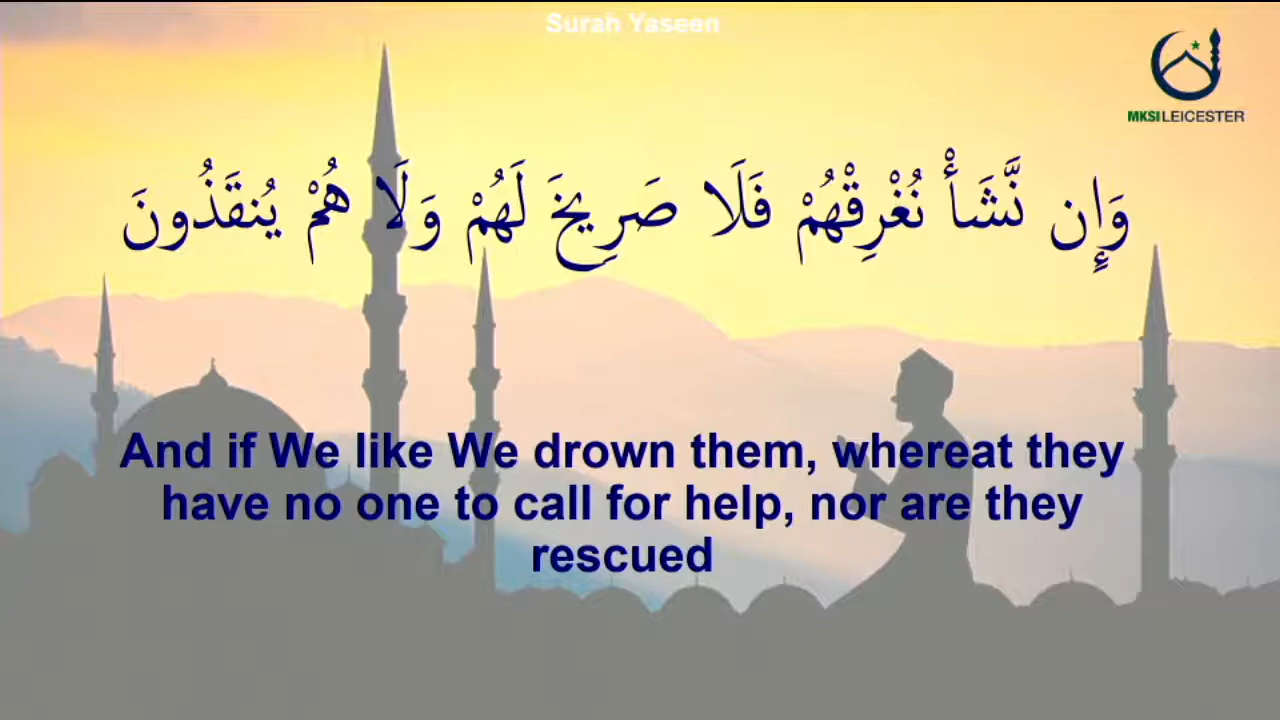 Surah Yaseen
MKSI LEICESTER
وَإِن نَّشَأْ نُغْرِقْهُمْ فَلَا صَرِيخَ لَهُمْ وَلَا هُمْ يُنقَذُونَ
And if We like We drown them, whereat they
have no one to call for help, nor are they
rescued